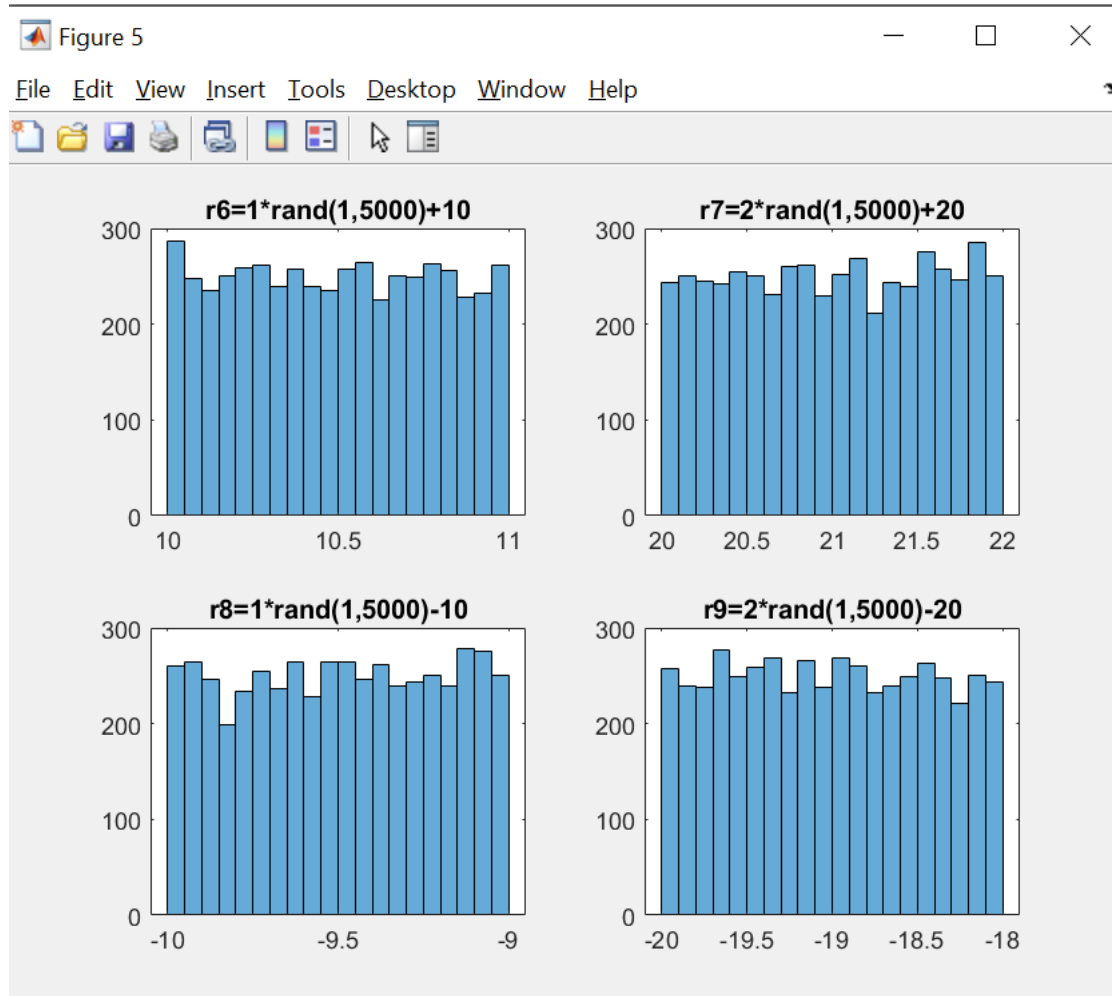 Figure 5
File Edit View Insert Tools Desktop Window Help
r6=1*rand(1,5000)+10
300
200
100
0
10 10.5 11
r7=2*rand(1,5000)+20
300
200
100
0
20 20.5 21 21.5 22
r8=1*rand(1,5000)-10
300
200
100
0
-10 -9.5 -9
r9=2*rand(1,5000)-20
300
200
100
0
-20 -19.5 -19 -18.5 -18